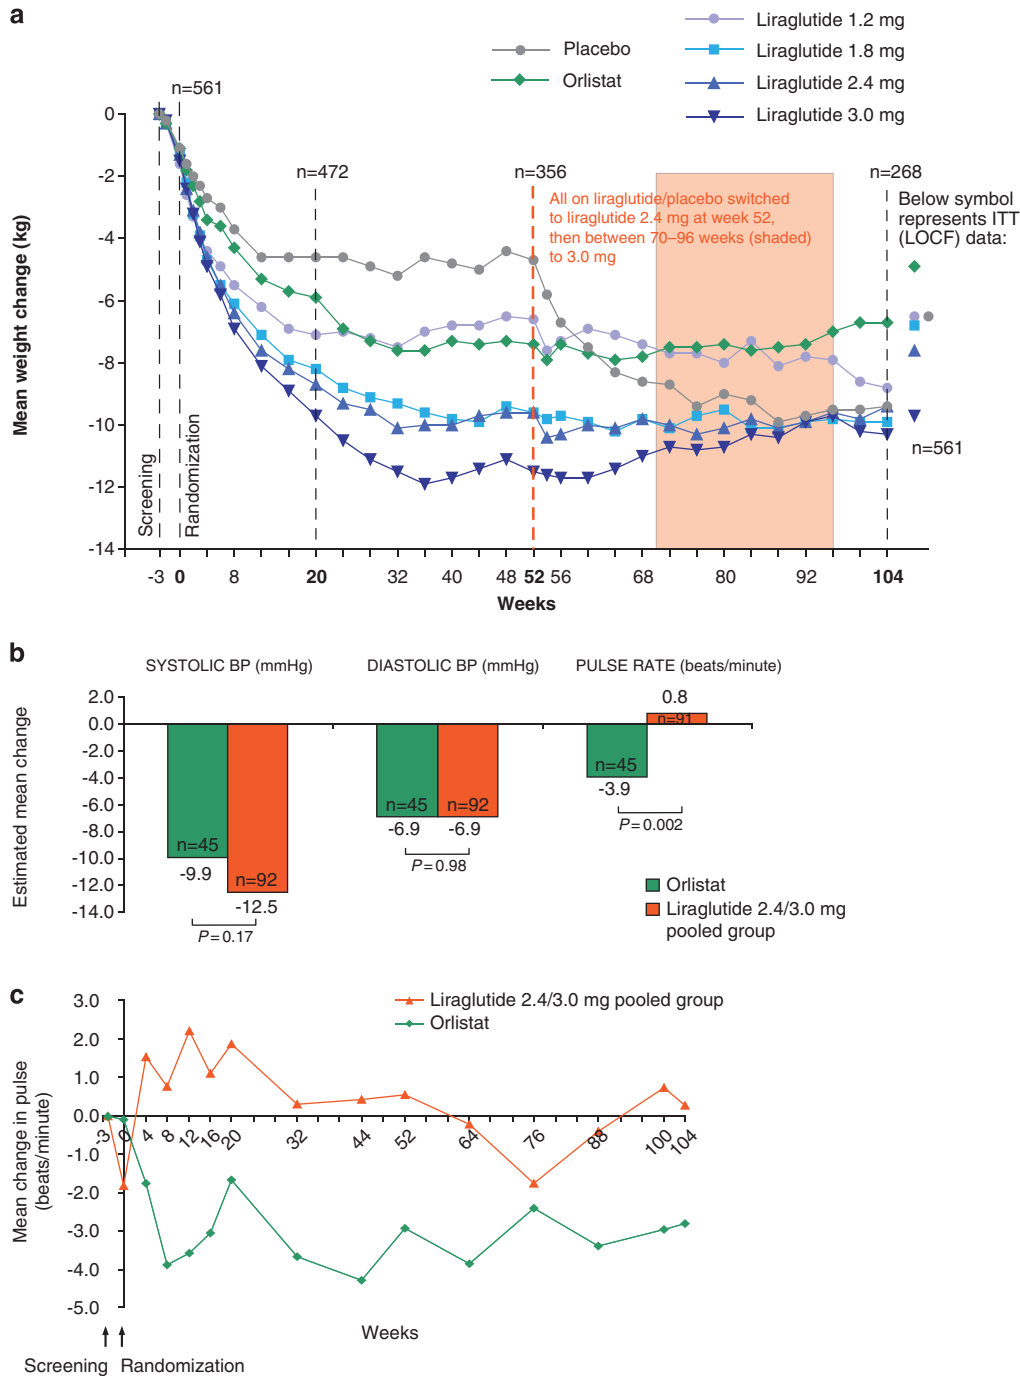 a
Placebo
Orlistat
Liraglutide 1.2 mg
Liraglutide 1.8 mg
Liraglutide 2.4 mg
Liraglutide 3.0 mg
n=561
n=472
n=356
n=268
All on liraglutide/placebo switched
to liraglutide 2.4 mg at week 52,
then between 70–96 weeks (shaded)
to 3.0 mg
Below symbol
represents ITT
(LOCF) data:
n=561
Mean weight change (kg)
0
-2
-4
-6
-8
-10
-12
-14
Screening
Randomization
-3 0 8 20 32 40 48 52 56 68 80 92 104
Weeks
b
SYSTOLIC BP (mmHg) DIASTOLIC BP (mmHg) PULSE RATE (beats/minute)
Estimated mean change
2.0
0.0
-2.0
-4.0
-6.0
-8.0
-10.0
-12.0
-14.0
n=45
-9.9
n=92
-12.5
P=0.17
n=45
-6.9
n=92
-6.9
P=0.98
n=45
-3.9
0.8
n=91
P=0.002
Orlistat
Liraglutide 2.4/3.0 mg
pooled group
c
Liraglutide 2.4/3.0 mg pooled group
Orlistat
Mean change in pulse
(beats/minute)
3.0
2.0
1.0
0.0
-1.0
-2.0
-3.0
-4.0
-5.0
-3 0 4 8 12 16 20 32 44 52 64 76 88 100 104
Weeks
Screening Randomization